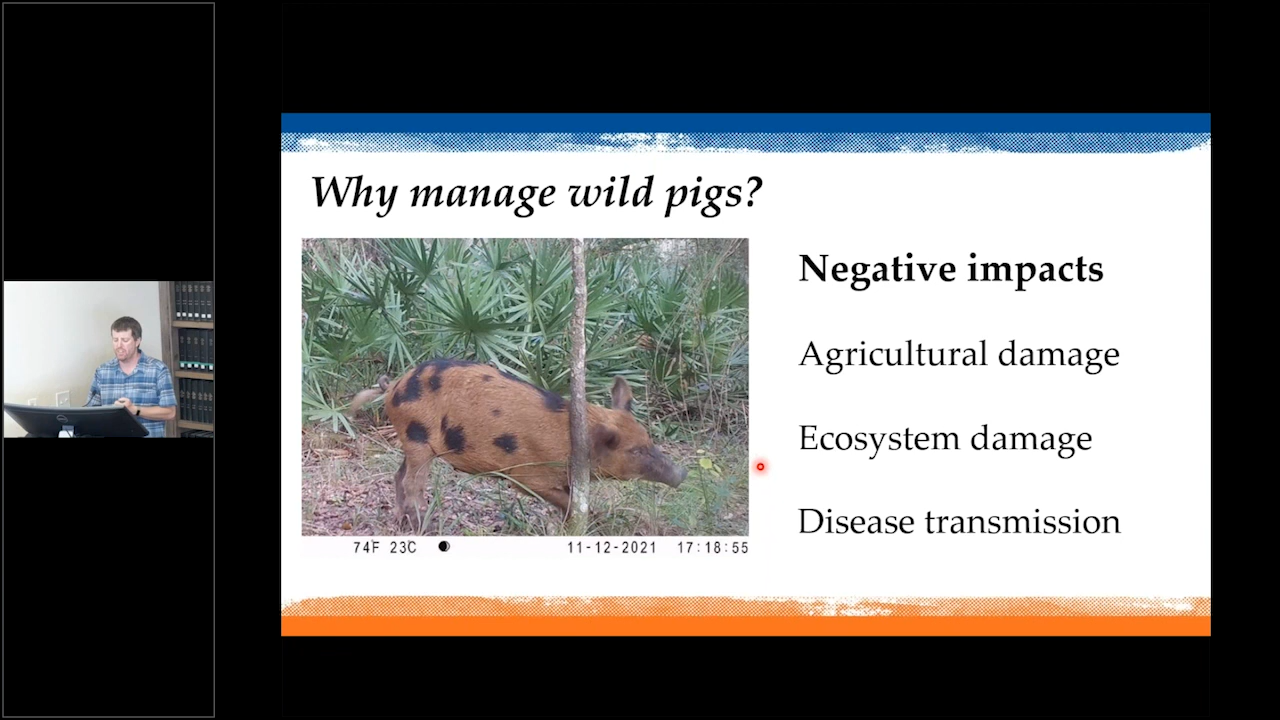 Why manage wild pigs?
Negative impacts
Agricultural damage
Ecosystem damage
Disease transmission
74F 23C 11-12-2021 17:18:55